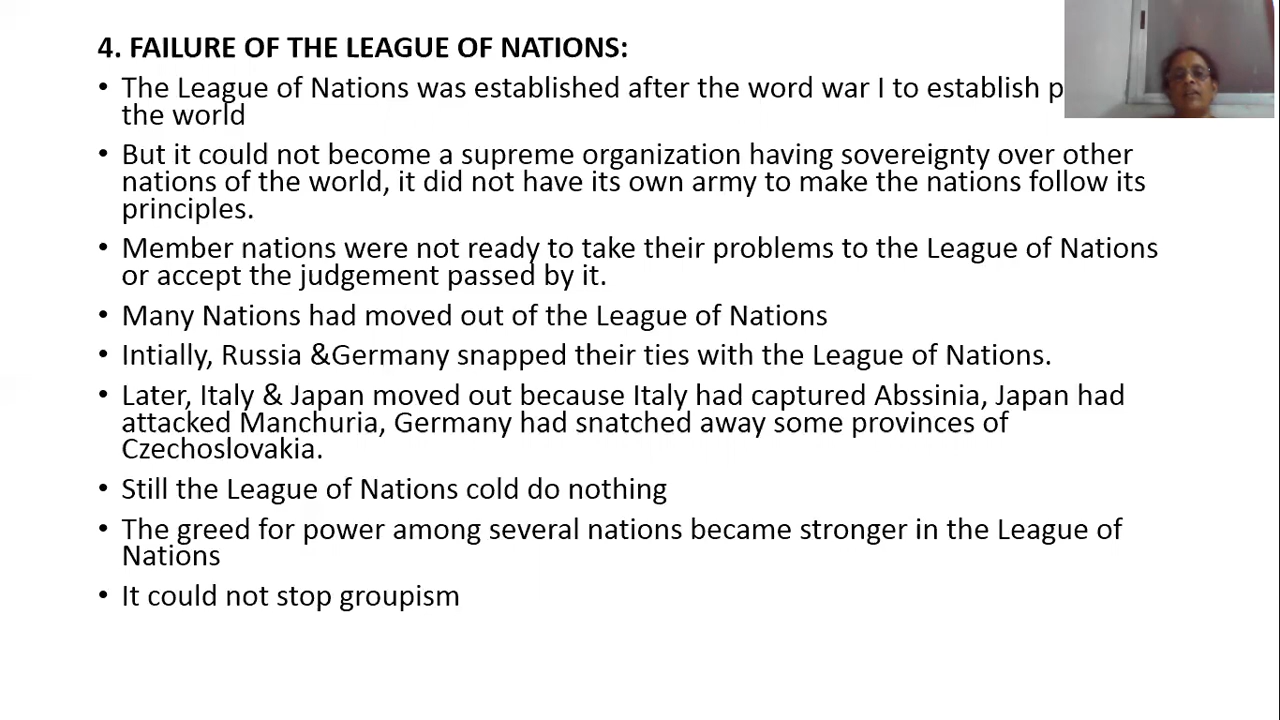 4. FAILURE OF THE LEAGUE OF NATIONS:
• The League of Nations was established after the word war I to establish p
the world
• But it could not become a supreme organization having sovereignty over other
nations of the world, it did not have its own army to make the nations follow its
principles.
• Member nations were not ready to take their problems to the League of Nations
or accept the judgement passed by it.
• Many Nations had moved out of the League of Nations
• Intially, Russia &Germany snapped their ties with the League of Nations.
• Later, Italy & Japan moved out because Italy had captured Abssinia, Japan had
attacked Manchuria, Germany had snatched away some provinces of
Czechoslovakia.
• Still the League of Nations cold do nothing
• The greed for power among several nations became stronger in the League of
Nations
• It could not stop groupism